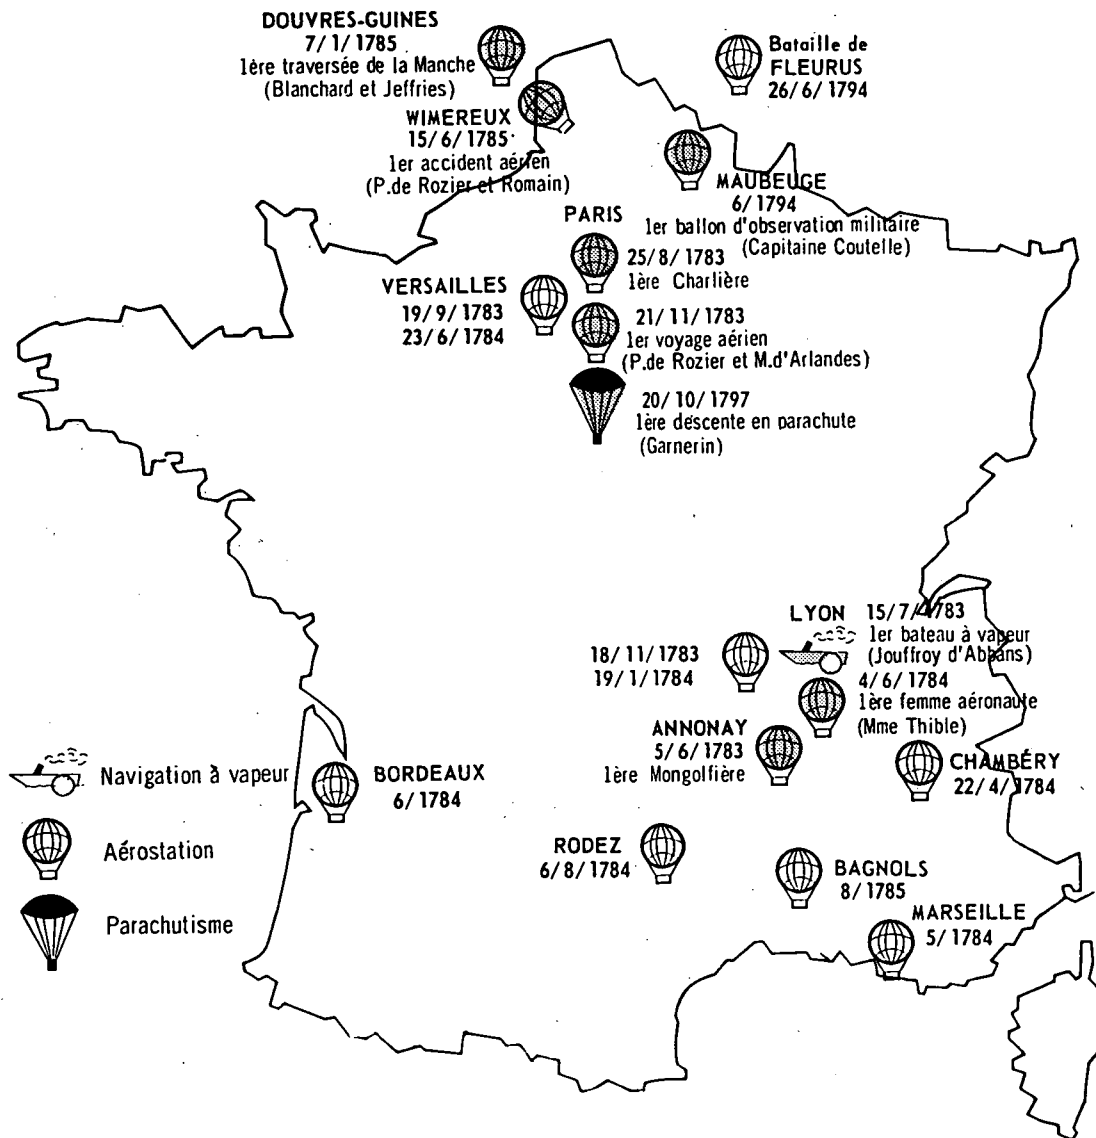 DOUVRES-GUINES
7/1/1785
1ère traversée de la Manche
(Blanchard et Jeffries)
Bataille de
FLEURUS
26/6/1794
WIMEREUX
15/6/1785
1er accident aérien
(P.de Rozier et Romain)
MAUBEUGE
6/1794
1er ballon d'observation militaire
(Capitaine Coutelle)
PARIS
25/8/1783
1ère Charlière
VERSAILLES
19/9/1783
23/6/1784
21/11/1783
1er voyage aérien
(P.de Rozier et M.d'Arlandes)
20/10/1797
1ère descente en parachute
(Garnerin)
LYON
15/7/1783
1er bateau à vapeur
(Jouffroy d'Abbans)
18/11/1783
19/1/1784
4/6/1784
1ère femme aéronaute
(Mme Thible)
ANNONAY
5/6/1783
1ère Mongolfière
CHAMBÉRY
22/4/1784
BORDEAUX
6/1784
RODEZ
6/8/1784
BAGNOLS
8/1785
MARSEILLE
5/1784
Navigation à vapeur
Aérostation
Parachutisme